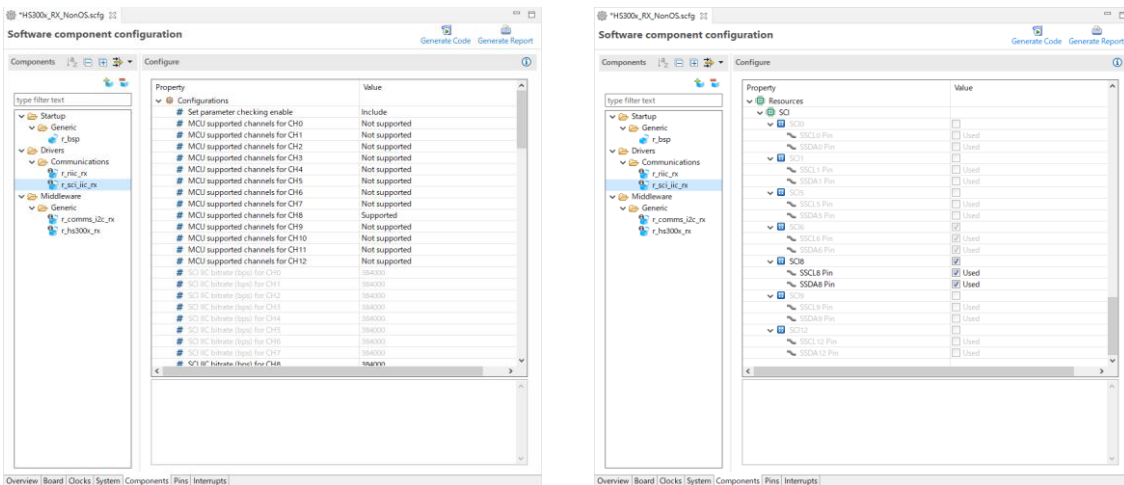 *HS300x_RX_NonOS.scfg
Software component configuration
Generate Code Generate Report
Components
Configure
type filter text
Startup
Generic
r_bsp
Drivers
Communications
r_riic_rx
r_sci_iic_rx
Middleware
Generic
r_comms_i2c_rx
r_hs300x_rx
Property Value
Configurations
# Set parameter checking enable Include
# MCU supported channels for CH0 Not supported
# MCU supported channels for CH1 Not supported
# MCU supported channels for CH2 Not supported
# MCU supported channels for CH3 Not supported
# MCU supported channels for CH4 Not supported
# MCU supported channels for CH5 Not supported
# MCU supported channels for CH6 Not supported
# MCU supported channels for CH7 Not supported
# MCU supported channels for CH8 Supported
# MCU supported channels for CH9 Not supported
# MCU supported channels for CH10 Not supported
# MCU supported channels for CH11 Not supported
# MCU supported channels for CH12 Not supported
# SCI IIC bitrate (bps) for CH0 384000
# SCI IIC bitrate (bps) for CH1 384000
# SCI IIC bitrate (bps) for CH2 384000
# SCI IIC bitrate (bps) for CH3 384000
# SCI IIC bitrate (bps) for CH4 384000
# SCI IIC bitrate (bps) for CH5 384000
# SCI IIC bitrate (bps) for CH6 384000
# SCI IIC bitrate (bps) for CH7 384000
# SCI IIC bitrate (bps) for CH8 384000
Overview Board Clocks System Components Pins Interrupts
*HS300x_RX_NonOS.scfg
Software component configuration
Generate Code Generate Report
Components
Configure
type filter text
Startup
Generic
r_bsp
Drivers
Communications
r_riic_rx
r_sci_iic_rx
Middleware
Generic
r_comms_i2c_rx
r_hs300x_rx
Property Value
Resources
SCI
SCI0
SSCL0 Pin Used
SSDA0 Pin Used
SCI1
SSCL1 Pin Used
SSDA1 Pin Used
SCI5
SSCL5 Pin Used
SSDA5 Pin Used
SCI6
SSCL6 Pin Used
SSDA6 Pin Used
SCI8
SSCL8 Pin Used
SSDA8 Pin Used
SCI9
SSCL9 Pin Used
SSDA9 Pin Used
SCI12
SSCL12 Pin Used
SSDA12 Pin Used
Overview Board Clocks System Components Pins Interrupts